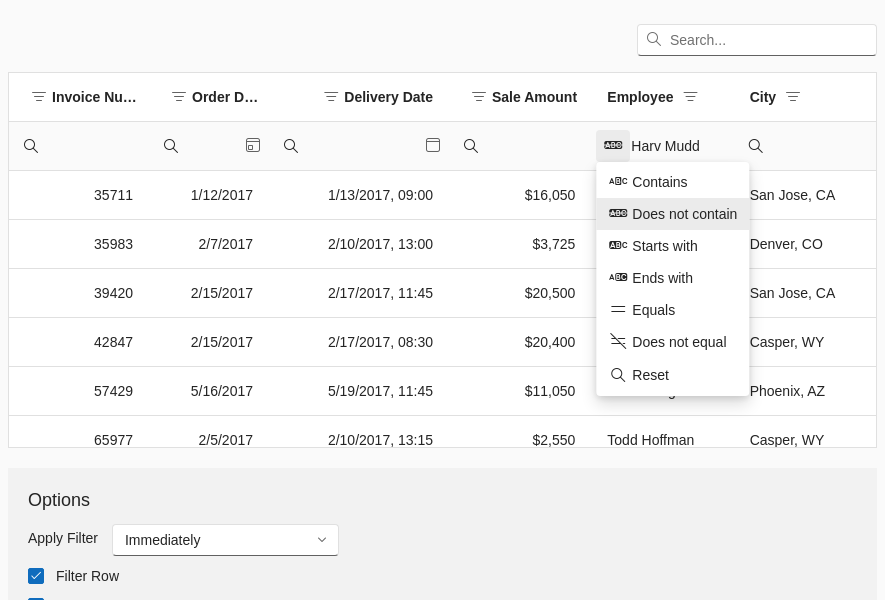 Search...
Invoice Nu... Order D... Delivery Date Sale Amount Employee City
Harv Mudd
35711 1/12/2017 1/13/2017, 09:00 $16,050 San Jose, CA
35983 2/7/2017 2/10/2017, 13:00 $3,725 Denver, CO
39420 2/15/2017 2/17/2017, 11:45 $20,500 San Jose, CA
42847 2/15/2017 2/17/2017, 08:30 $20,400 Casper, WY
57429 5/16/2017 5/19/2017, 11:45 $11,050 Phoenix, AZ
65977 2/5/2017 2/10/2017, 13:15 $2,550 Todd Hoffman Casper, WY
Contains
Does not contain
Starts with
Ends with
Equals
Does not equal
Reset
Options
Apply Filter Immediately
Filter Row